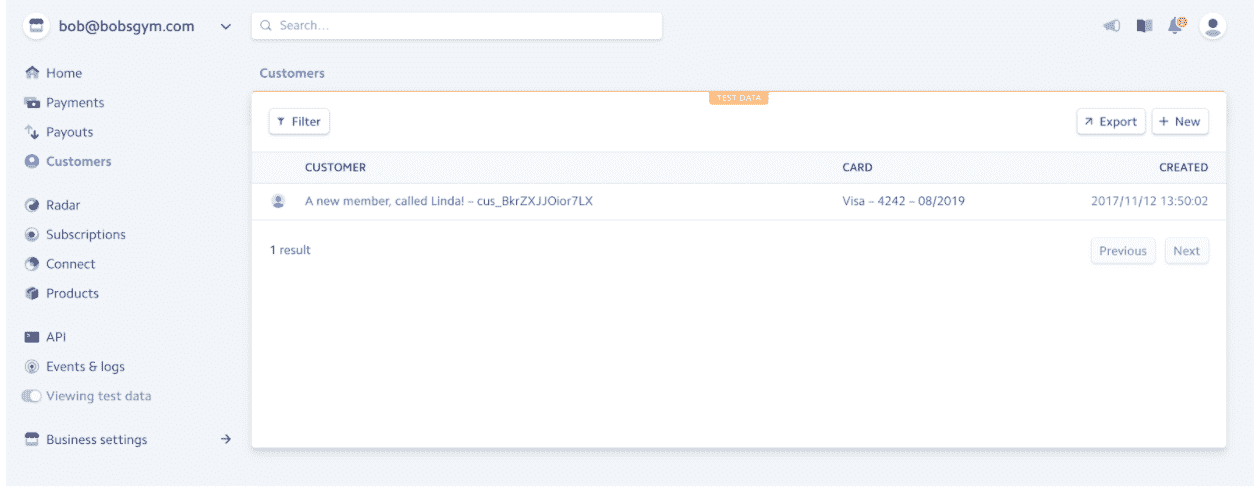 bob@bobsgym.com
Search...
Home
Payments
Payouts
Customers
Radar
Subscriptions
Connect
Products
API
Events & logs
Viewing test data
Business settings
Customers
TEST DATA
Filter
Export
+ New
CUSTOMER CARD CREATED
A new member, called Linda! – cus_BkrZXJJOior7LX Visa – 4242 – 08/2019 2017/11/12 13:50:02
1 result
Previous Next